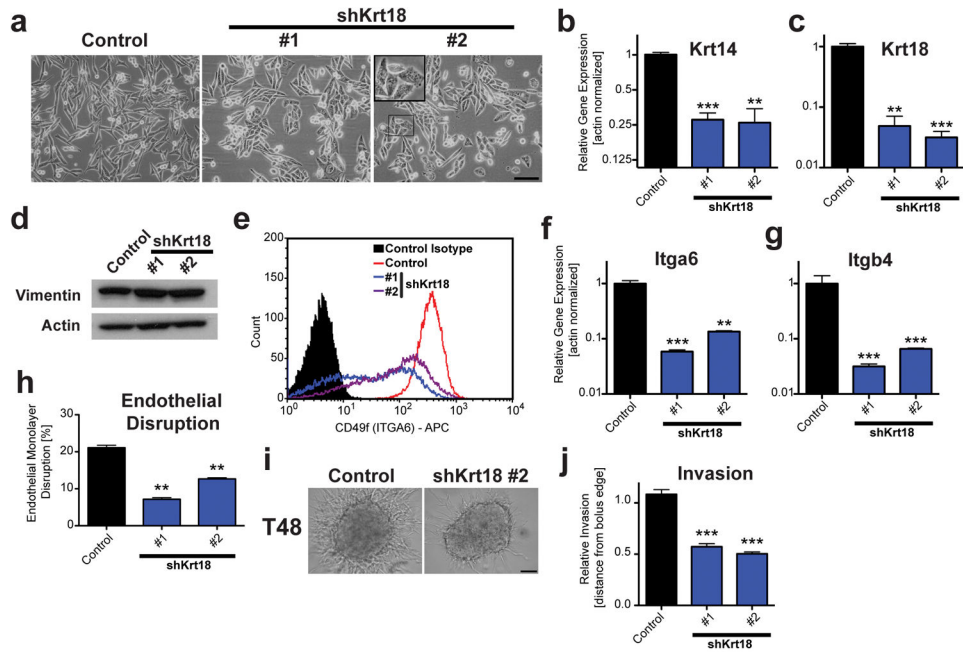 a
shKrt18
Control
#1
#2
b
Krt14
Relative Gene Expression
[actin normalized]
1
0.5
0.25
0.125
***
**
Control
#1
#2
shKrt18
c
Krt18
1
0.1
0.01
**
***
Control
#1
#2
shKrt18
d
Control
shKrt18
#1
#2
Vimentin
Actin
e
Count
200
150
100
50
0
Control Isotype
Control
#1
#2
shKrt18
10⁰
10¹
10²
10³
10⁴
CD49f (ITGA6) - APC
f
Itga6
Relative Gene Expression
[actin normalized]
1
0.1
0.01
***
**
Control
#1
#2
shKrt18
g
Itgb4
1
0.1
0.01
***
***
Control
#1
#2
shKrt18
h
Endothelial
Disruption
Endothelial Monolayer
Disruption [%]
30
20
10
0
**
**
Control
#1
#2
shKrt18
i
Control
shKrt18 #2
T48
j
Invasion
Relative Invasion
[distance from bolus edge]
1.0
0.5
0.0
***
***
Control
#1
#2
shKrt18